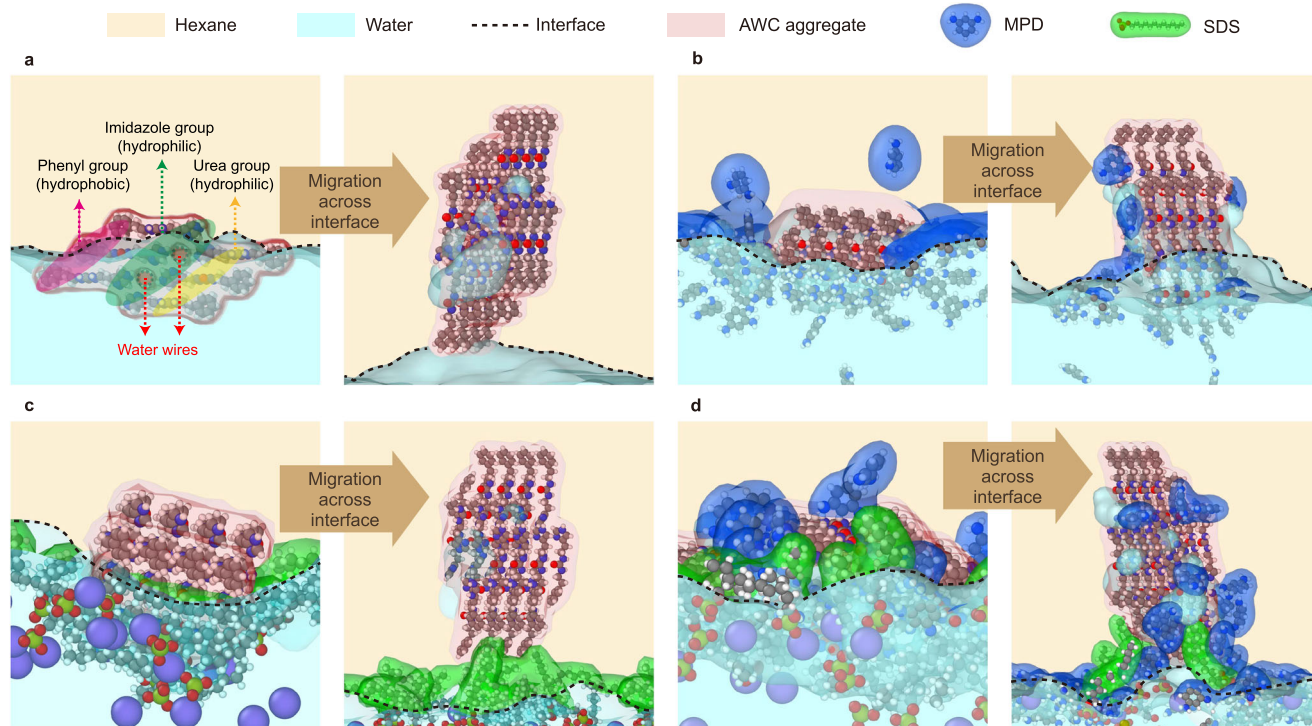 Hexane
Water
Interface
AWC aggregate
MPD
SDS
a
Imidazole group
(hydrophilic)
Phenyl group
(hydrophobic)
Urea group
(hydrophilic)
Water wires
Migration
across
interface
b
Migration
across
interface
c
Migration
across
interface
d
Migration
across
interface